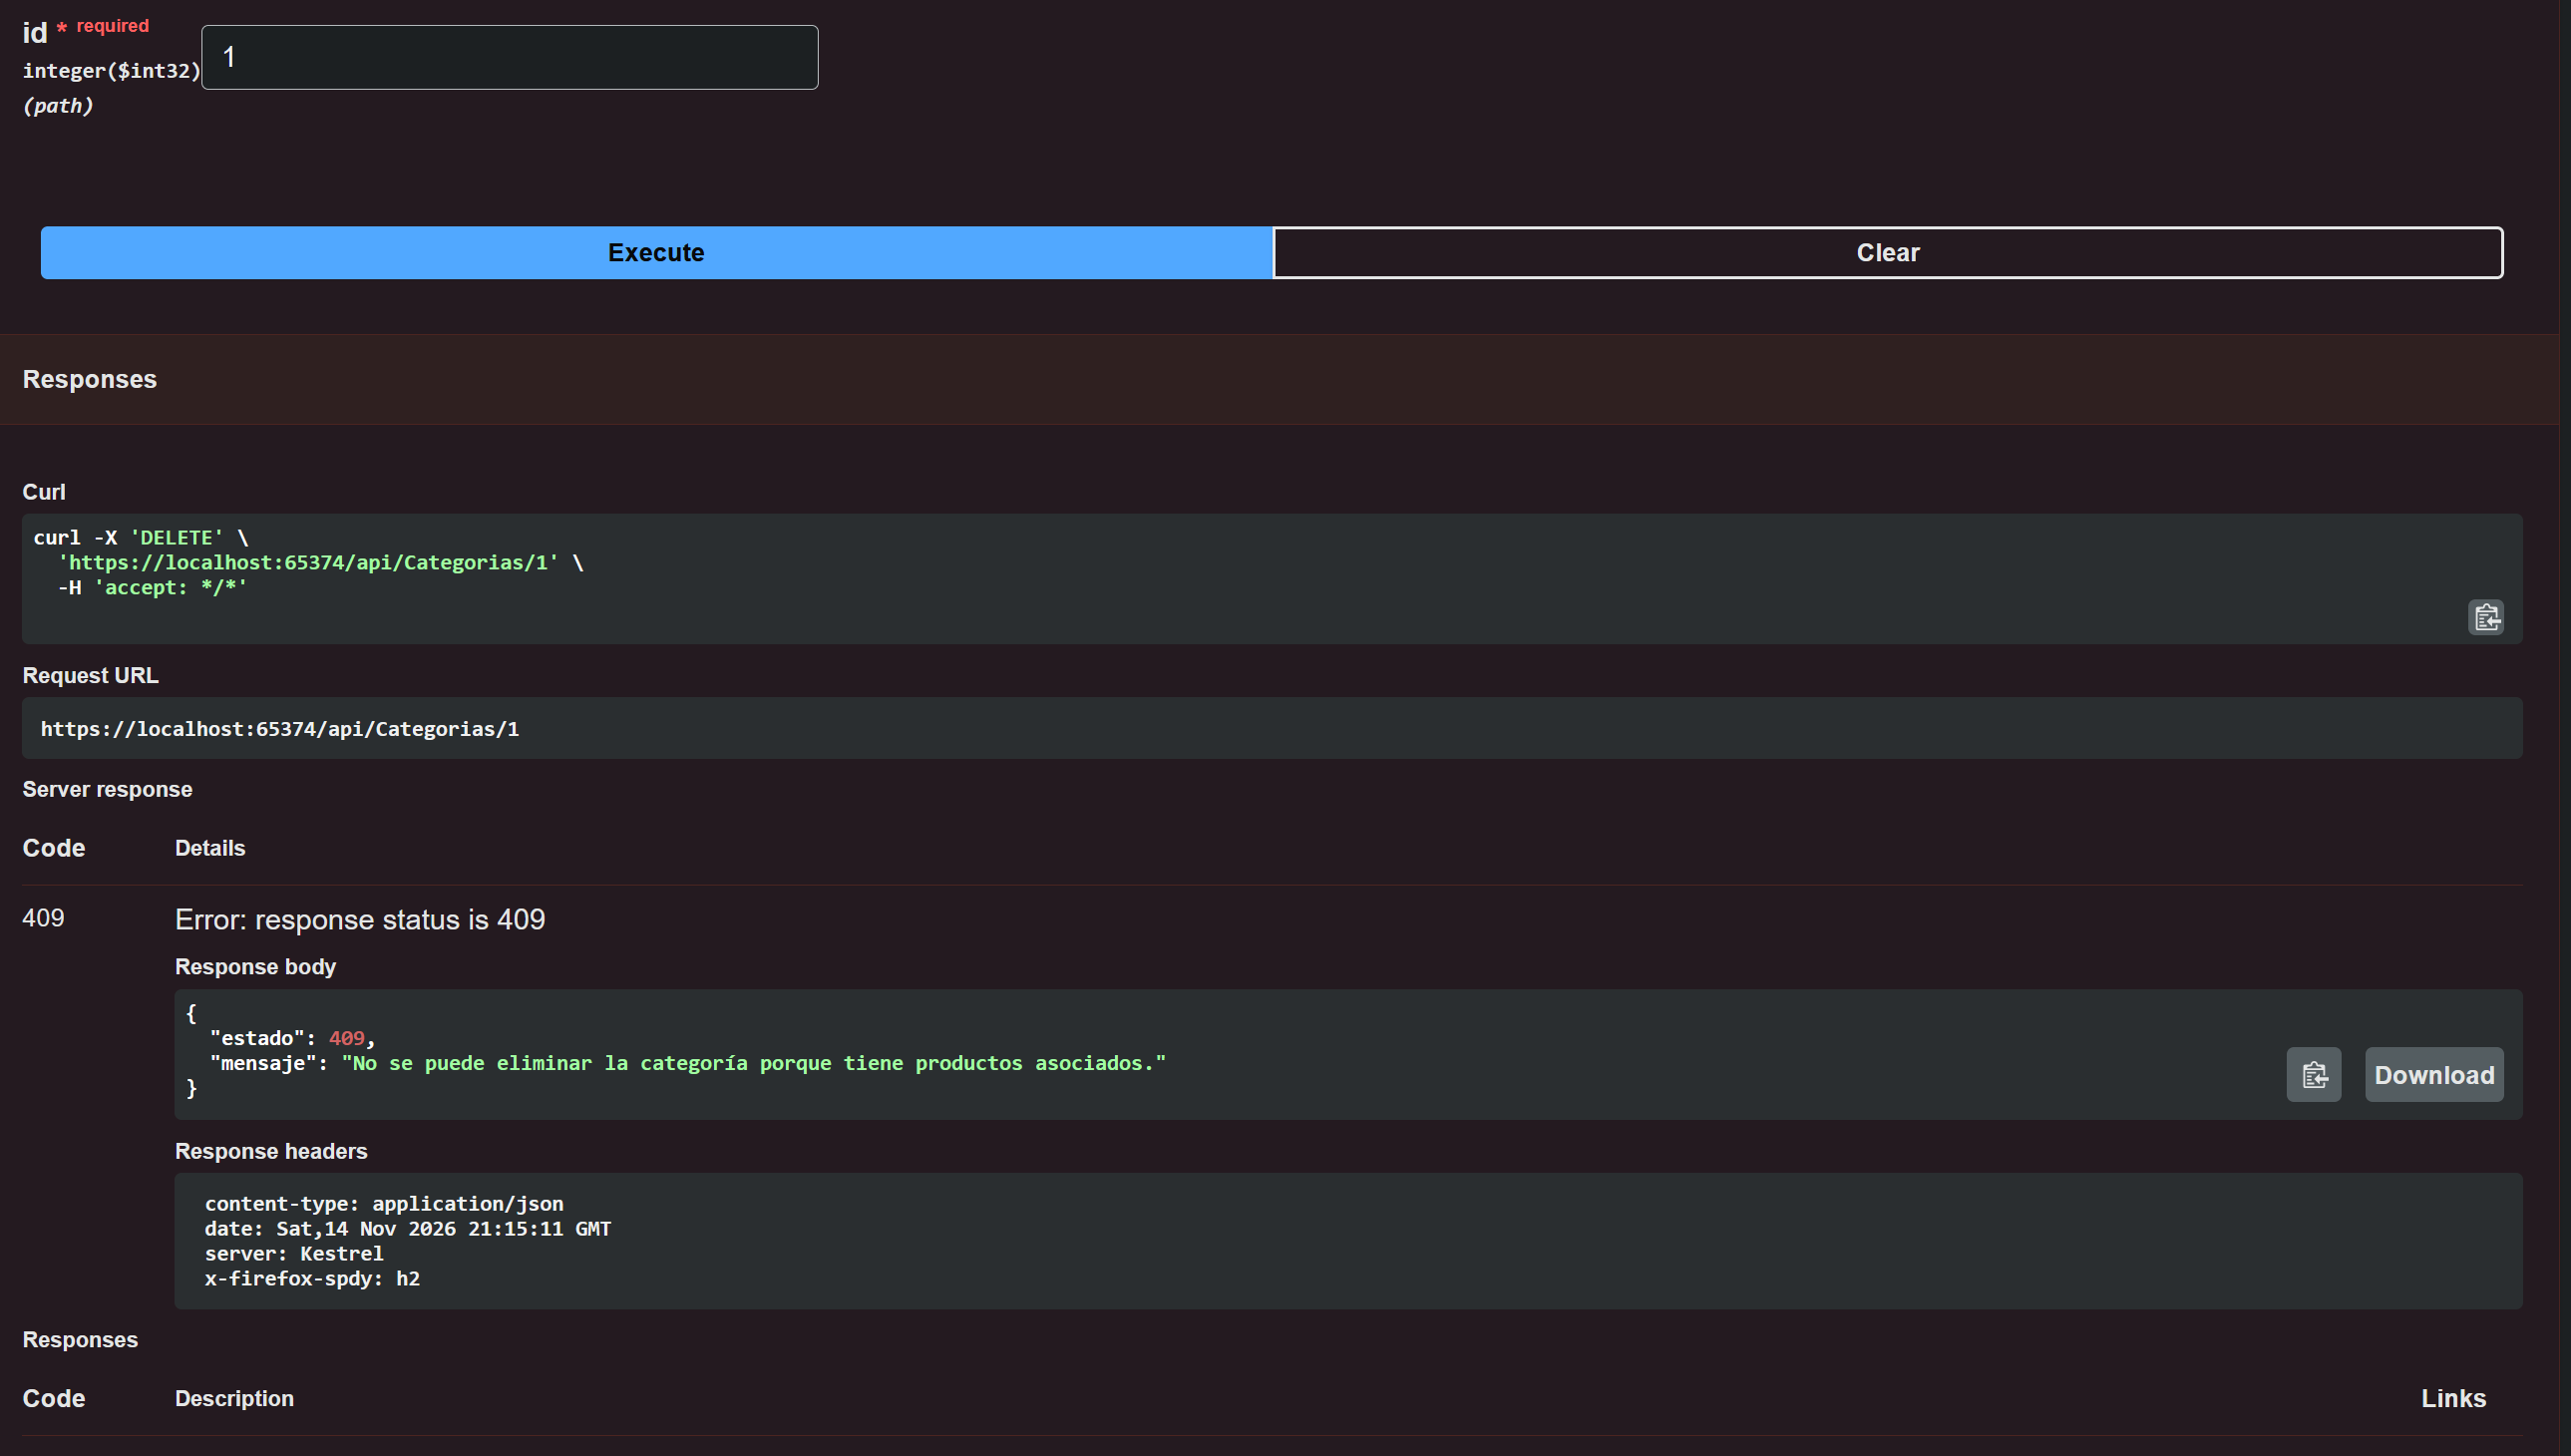 id * required
1
integer($int32)
(path)
Execute
Clear
Responses
Curl
curl -X 'DELETE' \
'https://localhost:65374/api/Categorias/1' \
-H 'accept: */*'
Request URL
https://localhost:65374/api/Categorias/1
Server response
Code Details
409 Error: response status is 409
Response body
{
"estado": 409,
"mensaje": "No se puede eliminar la categoría porque tiene productos asociados."
}
Download
Response headers
content-type: application/json
date: Sat,14 Nov 2026 21:15:11 GMT
server: Kestrel
x-firefox-spdy: h2
Responses
Code Description Links